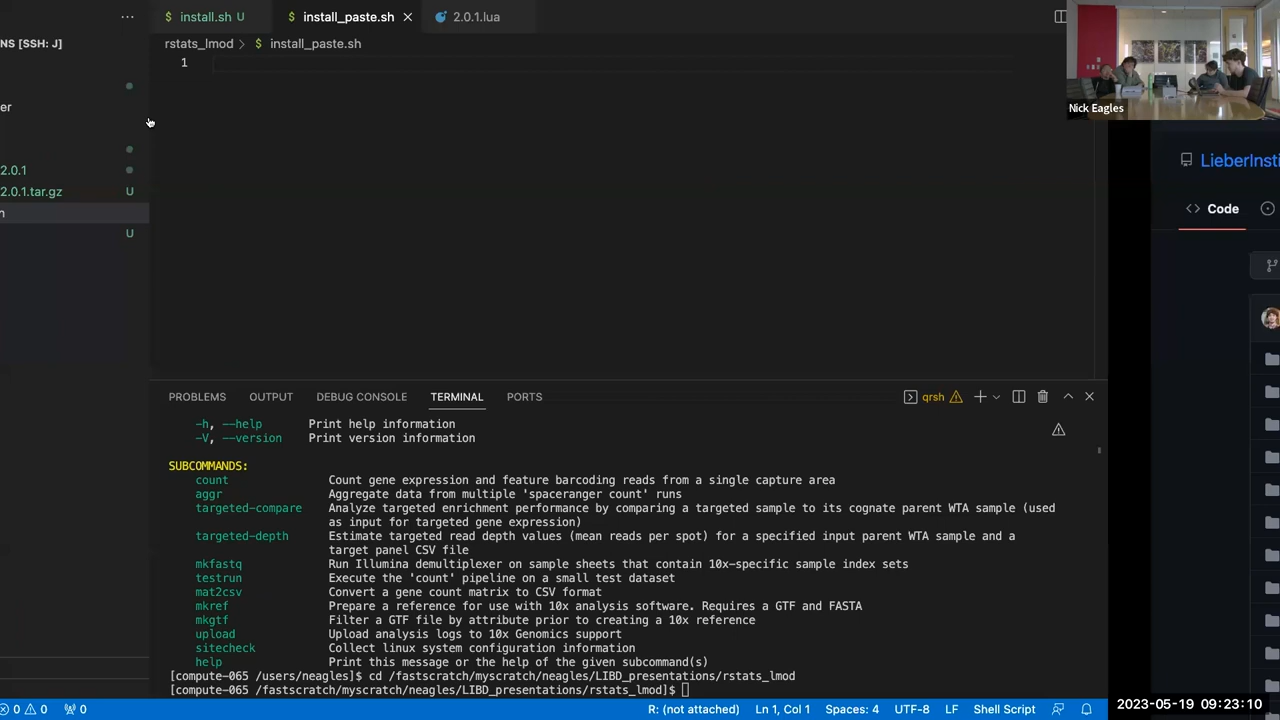 $ install.sh U
$ install_paste.sh
2.0.1.lua
NS [SSH: J]
rstats_lmod > $ install_paste.sh
1
er
2.0.1
2.0.1.tar.gz U
n
U
Nick Eagles
LieberInsti
<> Code
PROBLEMS OUTPUT DEBUG CONSOLE TERMINAL PORTS
qrsh
-h, --help Print help information
-V, --version Print version information
SUBCOMMANDS:
count Count gene expression and feature barcoding reads from a single capture area
aggr Aggregate data from multiple 'spaceranger count' runs
targeted-compare Analyze targeted enrichment performance by comparing a targeted sample to its cognate parent WTA sample (used
as input for targeted gene expression)
targeted-depth Estimate targeted read depth values (mean reads per spot) for a specified input parent WTA sample and a
target panel CSV file
mkfastq Run Illumina demultiplexer on sample sheets that contain 10x-specific sample index sets
testrun Execute the 'count' pipeline on a small test dataset
mat2csv Convert a gene count matrix to CSV format
mkref Prepare a reference for use with 10x analysis software. Requires a GTF and FASTA
mkgtf Filter a GTF file by attribute prior to creating a 10x reference
upload Upload analysis logs to 10x Genomics support
sitecheck Collect linux system configuration information
help Print this message or the help of the given subcommand(s)
[compute-065 /users/neagles]$ cd /fastscratch/myscratch/neagles/LIBD_presentations/rstats_lmod
[compute-065 /fastscratch/myscratch/neagles/LIBD_presentations/rstats_lmod]$
0 0 0 R: (not attached) Ln 1, Col 1 Spaces: 4 UTF-8 LF Shell Script
2023-05-19 09:23:10